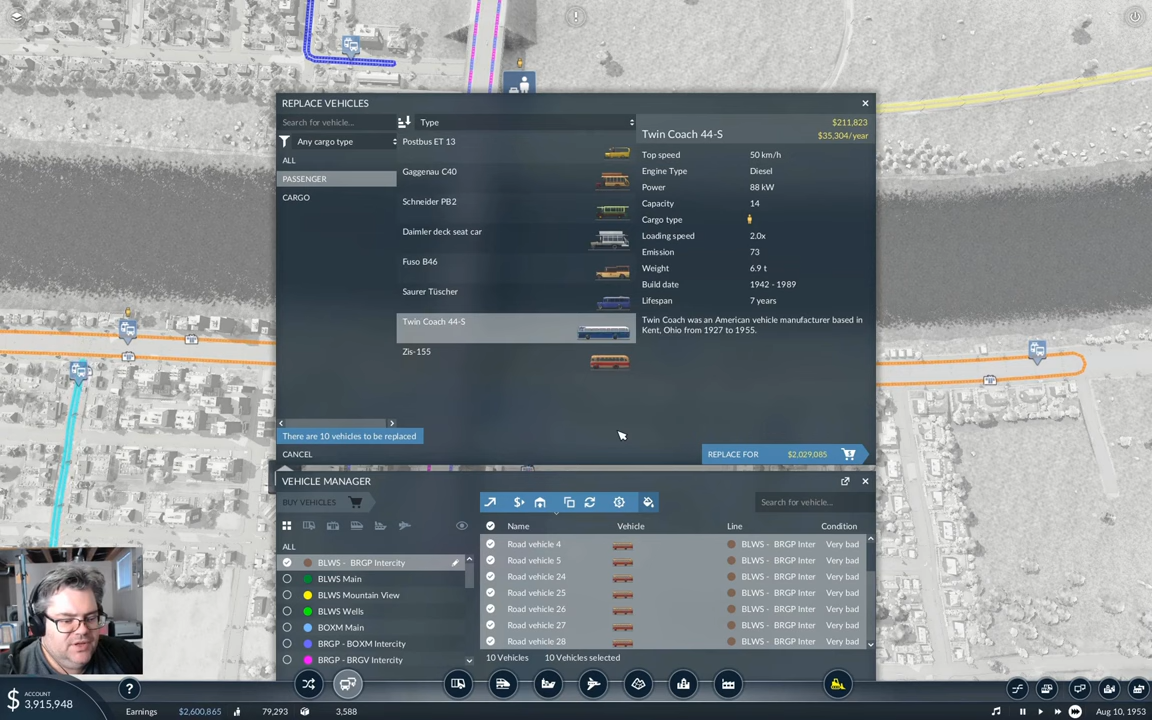 REPLACE VEHICLES
Search for vehicle...
Type
Any cargo type
ALL
PASSENGER
CARGO
Postbus ET 13
Gaggenau C40
Schneider PB2
Daimler deck seat car
Fuso B46
Saurer Tüscher
Twin Coach 44-S
Zis-155
$211,823
Twin Coach 44-S
$35,304/year
Top speed 50 km/h
Engine Type Diesel
Power 88 kW
Capacity 14
Cargo type
Loading speed 2.0x
Emission 73
Weight 6.9 t
Build date 1942 - 1989
Lifespan 7 years
Twin Coach was an American vehicle manufacturer based in
Kent, Ohio from 1927 to 1955.
There are 10 vehicles to be replaced
CANCEL
REPLACE FOR $2,029,085
VEHICLE MANAGER
BUY VEHICLES
Search for vehicle...
ALL
BLWS - BRGP Intercity
BLWS Main
BLWS Mountain View
BLWS Wells
BOXM Main
BRGP - BOXM Intercity
BRGP - BRGV Intercity
Name Vehicle Line Condition
Road vehicle 4 BLWS - BRGP Inter Very bad
Road vehicle 5 BLWS - BRGP Inter Very bad
Road vehicle 24 BLWS - BRGP Inter Very bad
Road vehicle 25 BLWS - BRGP Inter Very bad
Road vehicle 26 BLWS - BRGP Inter Very bad
Road vehicle 27 BLWS - BRGP Inter Very bad
Road vehicle 28 BLWS - BRGP Inter Very bad
10 Vehicles 10 Vehicles selected
$ ACCOUNT
3,915,948
?
Earnings $2,600,865 79,293 3,588
Aug 10, 1953